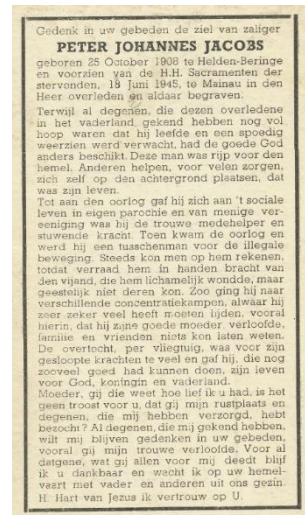 Gedenk in uw gebeden de ziel van zaliger
PETER JOHANNES JACOBS
geboren 25 October 1908 te Helden-Beringe
en voorzien van de H.H. Sacramenten der
stervenden, 18 Juni 1945, te Mainau in den
Heer overleden en aldaar begraven.
Terwijl al degenen, die dezen overledene
in het vaderland, gekend hebben nog vol
hoop waren dat hij leefde en een spoedig
weerzien werd verwacht, had de goede God
anders beschikt. Deze man was rijp voor den
hemel. Anderen helpen, voor velen zorgen,
zich zelf op den achtergrond plaatsen, dat
was zijn leven.
Tot aan den oorlog gaf hij zich aan 't sociale
leven in eigen parochie en van menige ver-
eeniging was hij de trouwe medehelper en
stuwende kracht. Toen kwam de oorlog en
werd hij een tusschenman voor de illegale
beweging. Steeds kon men op hem rekenen,
totdat verraad hem in handen bracht van
den vijand, die hem lichamelijk wondde, maar
geestelijk niet deren kon. Zoo ging hij naar
verschillende concentratiekampen, alwaar hij
zeer zeker veel heeft moeten lijden, vooral
hierin, dat hij zijne goede moeder, verloofde,
familie en vrienden niets kon laten weten.
De overtocht, per vliegtuig, was voor zijn
gesloopte krachten te veel en gaf hij, die nog
zooveel goed had kunnen doen, zijn leven
voor God, koningin en vaderland.
Moeder, gij die weet hoe lief ik u had, is het
geen troost voor u, dat gij mijn rustplaats en
degenen, die mij hebben verzorgd, hebt
bezocht? Al degenen, die mij gekend hebben,
wilt mij blijven gedenken in uw gebeden,
vooral gij mijn trouwe verloofde. Voor al
datgene, wat gij allen voor mij deedt blijf
ik u dankbaar en wacht ik op uw hemel-
vaart met vader en anderen uit ons gezin.
H. Hart van Jezus ik vertrouw op U.